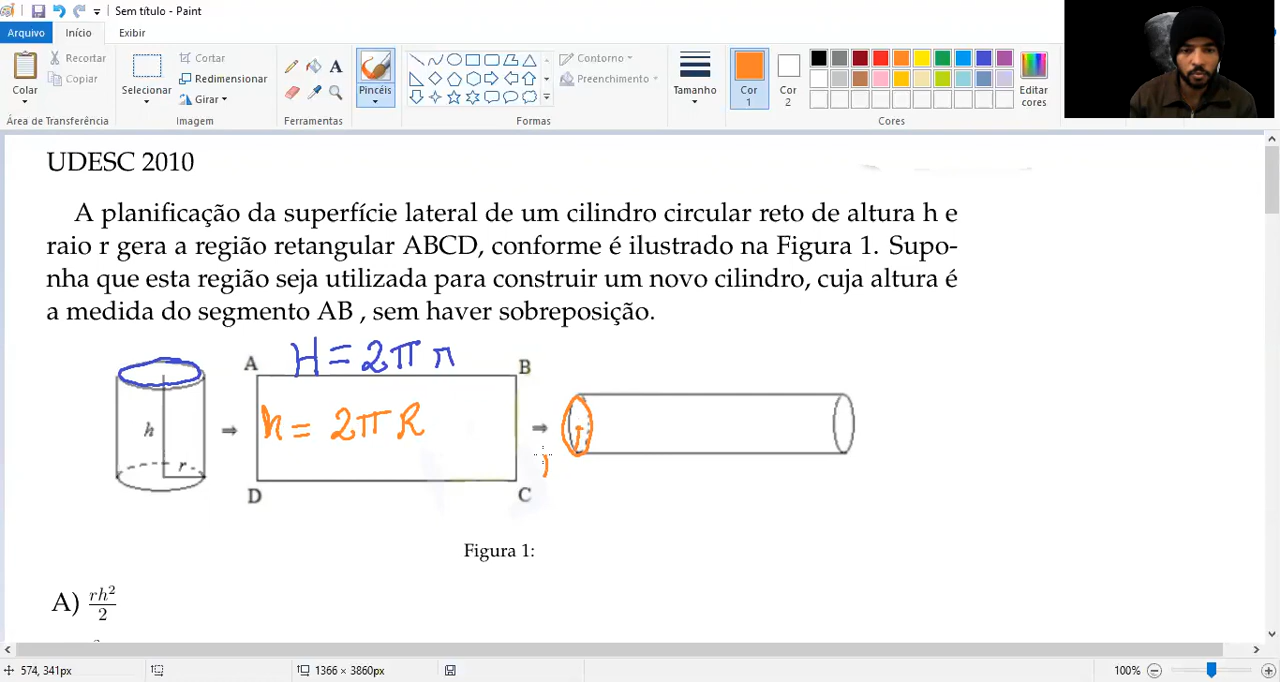 Sem título - Paint
Arquivo Início Exibir
Colar
Recortar
Copiar
Área de Transferência
Selecionar
Cortar
Redimensionar
Girar
Imagem
A
Ferramentas
Pincéis
Contorno
Preenchimento
Formas
Tamanho
Cor 1
Cor 2
Editar cores
Cores
UDESC 2010
A planificação da superfície lateral de um cilindro circular reto de altura h e
raio r gera a região retangular ABCD, conforme é ilustrado na Figura 1. Supo-
nha que esta região seja utilizada para construir um novo cilindro, cuja altura é
a medida do segmento AB , sem haver sobreposição.
A H = 2π r B
h ⇒ h = 2π R ⇒
r
D C
Figura 1:
A) rh²/2
574, 341px 1366 × 3860px 100%